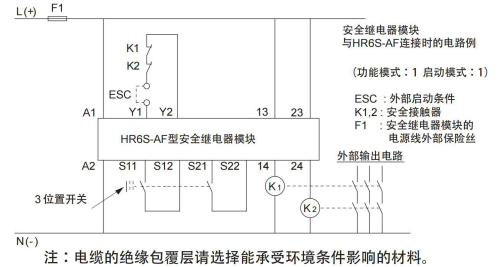 L(+)
F1
安全继电器模块
与HR6S-AF连接时的电路例
(功能模式：1 启动模式：1)
K1
K2
ESC
ESC : 外部启动条件
K1,2 : 安全接触器
F1 : 安全继电器模块的
电源线外部保险丝
A1 Y1 Y2 13 23
HR6S-AF型安全继电器模块
外部输出电路
A2 S11 S12 S21 S22 14 24
3位置开关
K1
K2
N(-)
注：电缆的绝缘包覆层请选择能承受环境条件影响的材料。